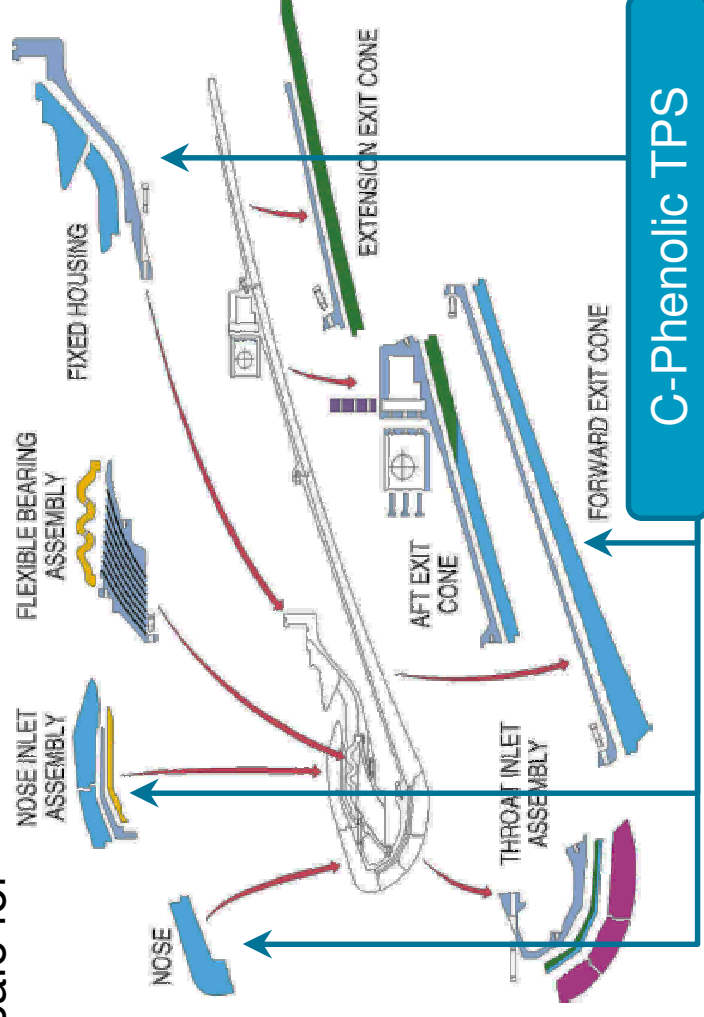 for
NOSE INLET
ASSEMBLY
FLEXIBLE BEARING
ASSEMBLY
FIXED HOUSING
NOSE
EXTENSION EXIT CONE
AFT EXIT
CONE
THROAT INLET
ASSEMBLY
FORWARD EXIT CONE
C-Phenolic TPS